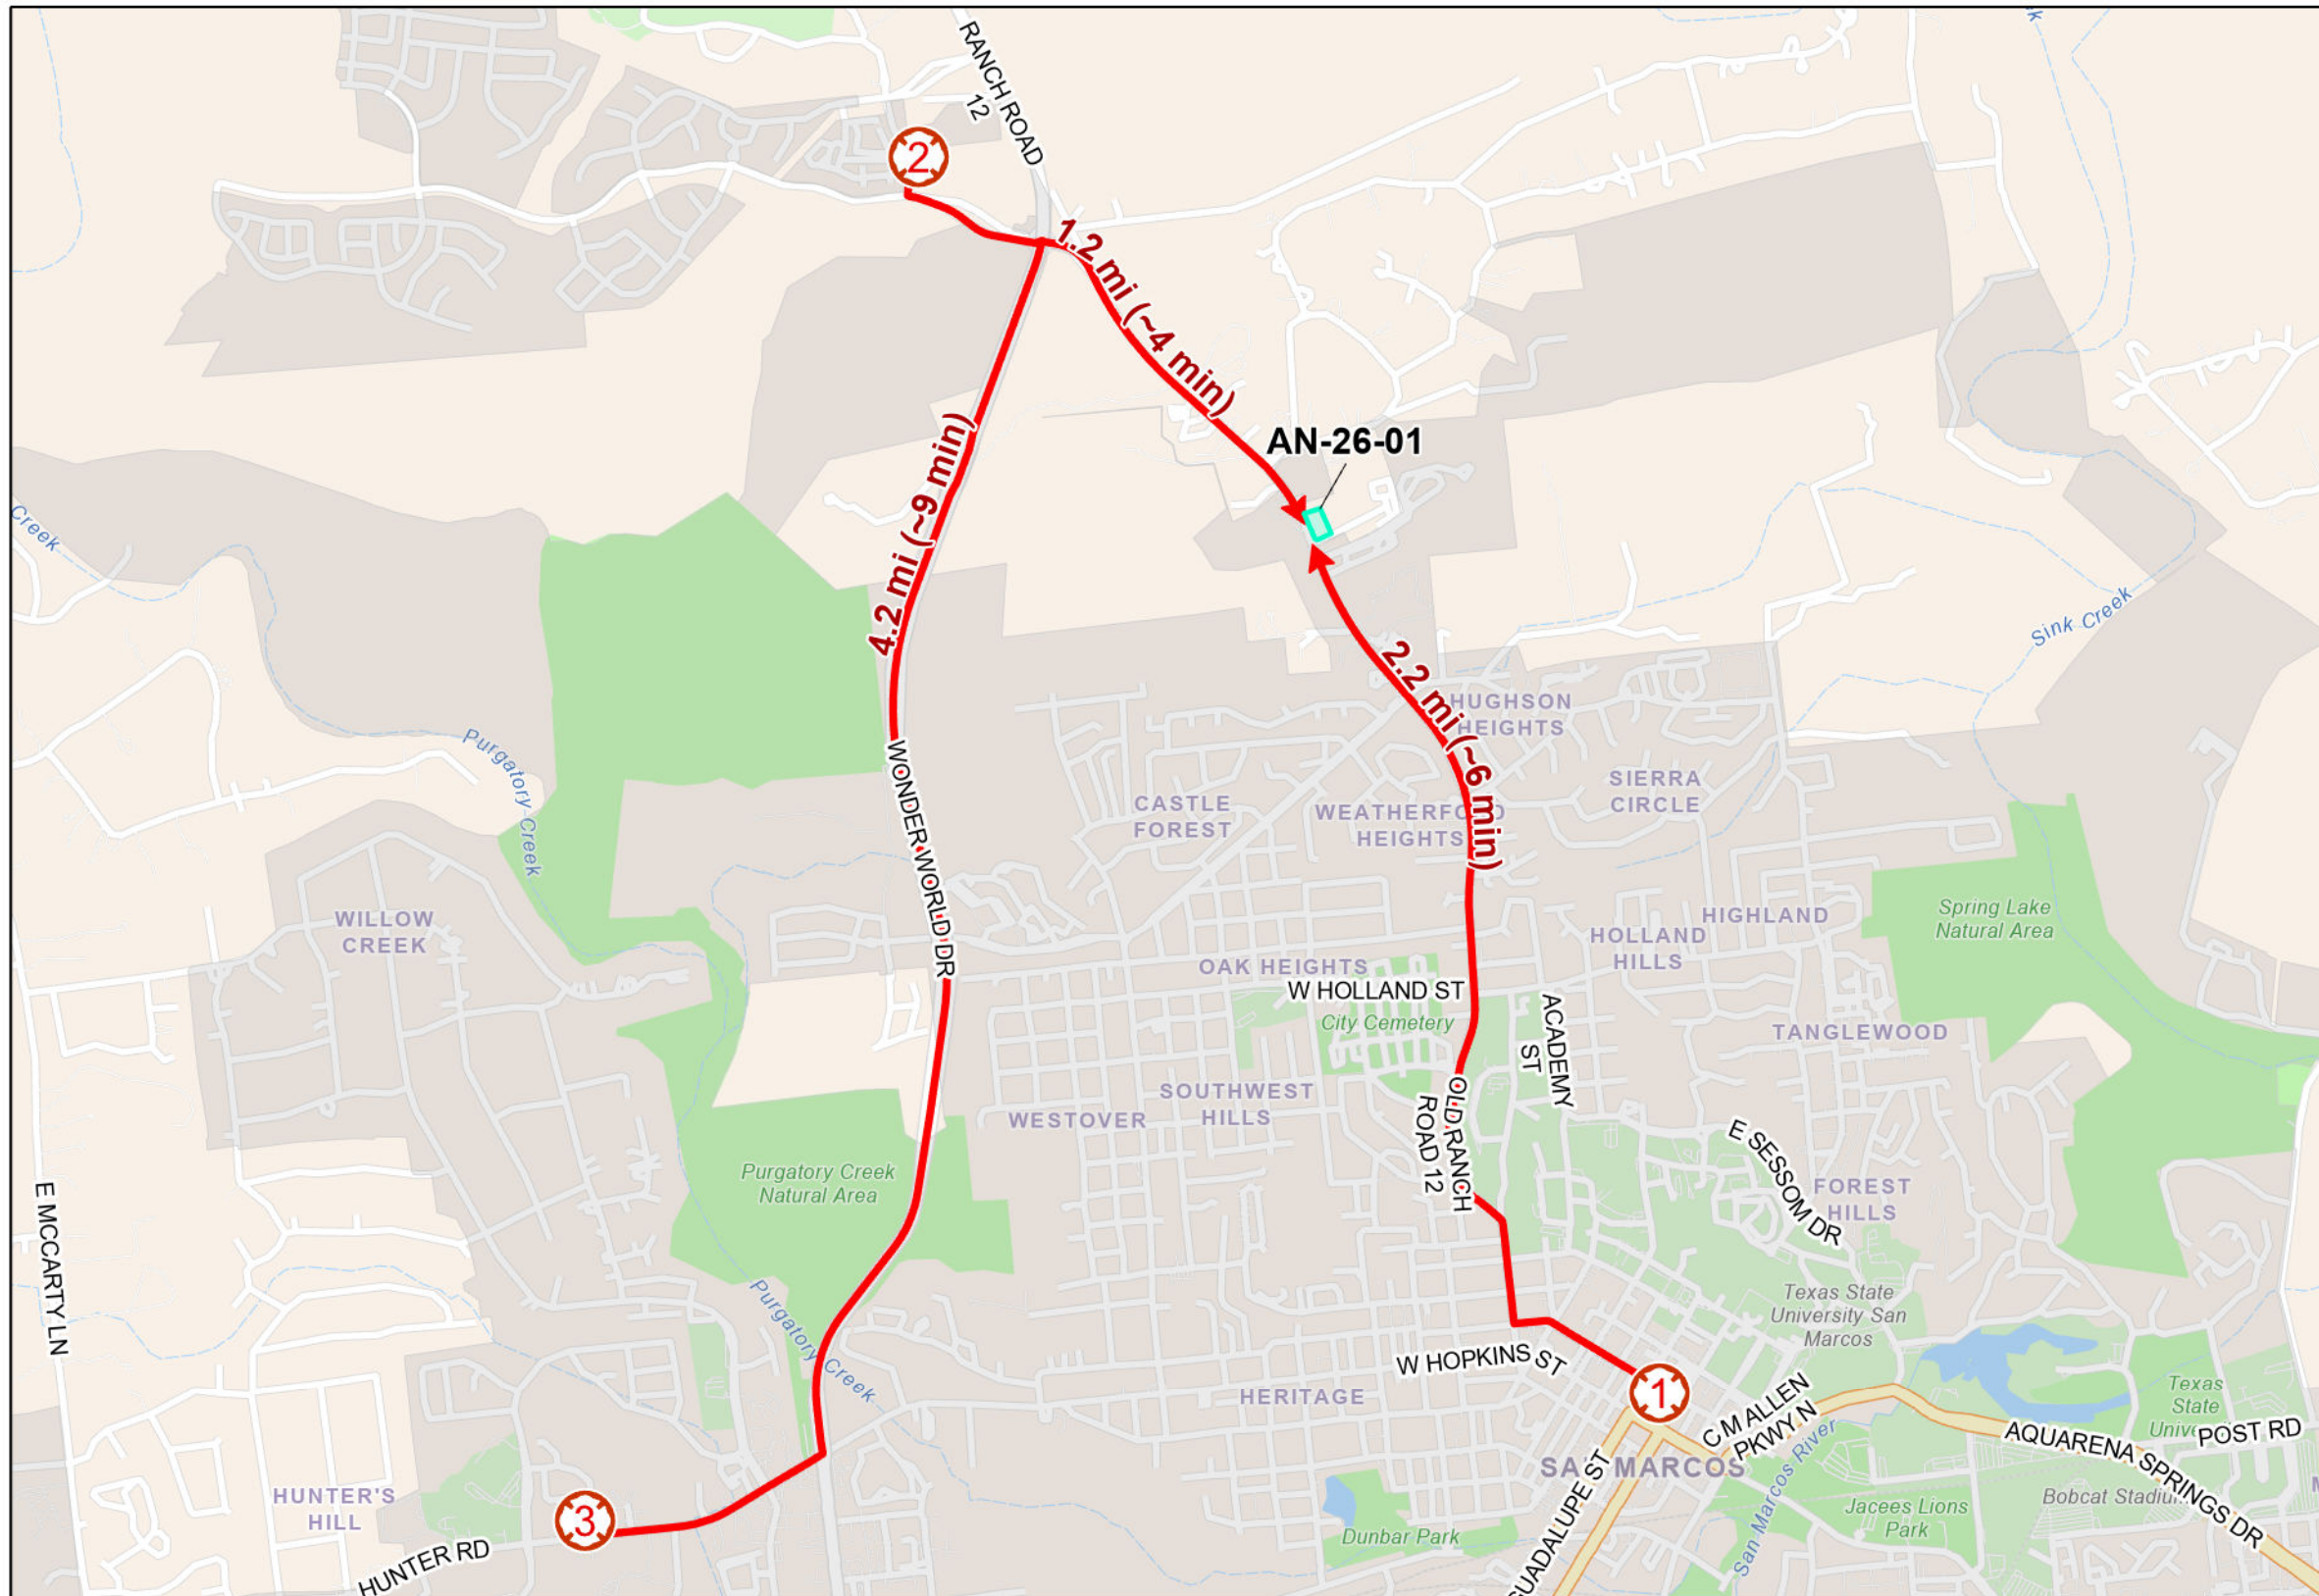 RANCH ROAD
12
2
1.2 mi (~4 min)
AN-26-01
4.2 mi (~9 min)
Creek
Sink Creek
2.2 mi (~6 min)
HUGHSON
HEIGHTS
Purgatory Creek
WONDER WORLD DR
SIERRA
CIRCLE
CASTLE
FOREST
WEATHERFORD
HEIGHTS
WILLOW
CREEK
Spring Lake
Natural Area
HIGHLAND
HOLLAND
HILLS
OAK HEIGHTS
W HOLLAND ST
City Cemetery
ACADEMY
ST
TANGLEWOOD
SOUTHWEST
HILLS
WESTOVER
OLD RANCH
ROAD 12
E SESSOM DR
FOREST
HILLS
Purgatory Creek
Natural Area
E MCCARTY LN
Purgatory Creek
Texas State
University San
Marcos
W HOPKINS ST
HERITAGE
1
C M ALLEN
PKWY N
San Marcos River
Texas
State
Unive
POST RD
AQUARENA SPRINGS DR
SA MARCOS
GUADALUPE ST
HUNTER'S
HILL
3
HUNTER RD
Dunbar Park
Jacees Lions
Park
Bobcat Stadiu